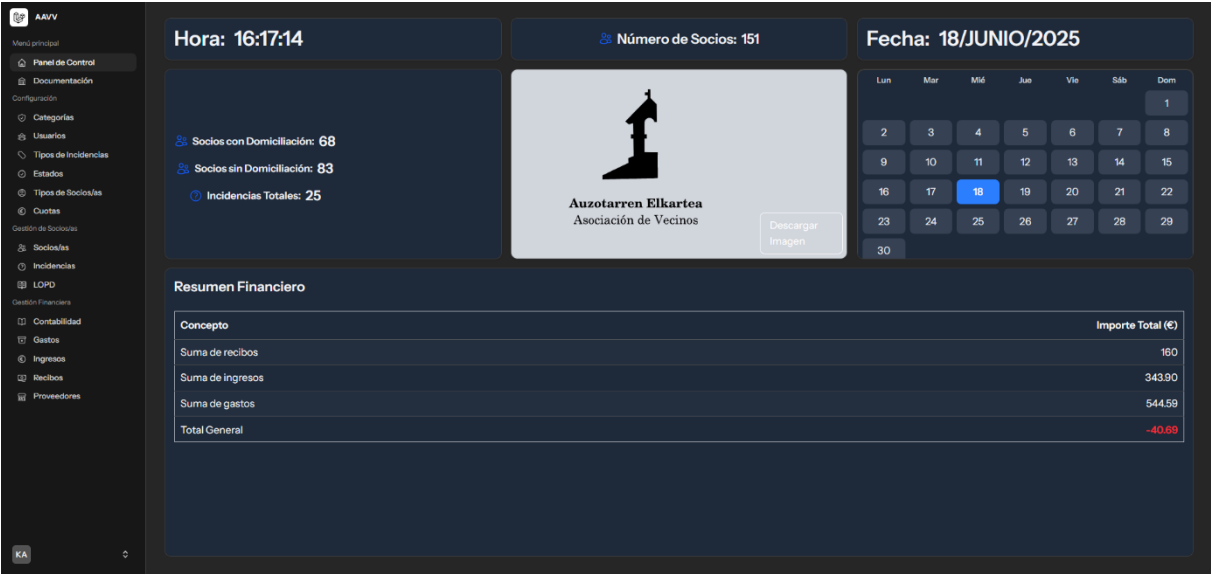 AAVV
Menú principal
Panel de Control
Documentación
Configuración
Categorías
Usuarios
Tipos de Incidencias
Estados
Tipos de Socios/as
Cuotas
Gestión de Socios/as
Socios/as
Incidencias
LOPD
Gestión Financiera
Contabilidad
Gastos
Ingresos
Recibos
Proveedores
KA
Hora: 16:17:14
Número de Socios: 151
Fecha: 18/JUNIO/2025
Socios con Domiciliación: 68
Socios sin Domiciliación: 83
Incidencias Totales: 25
Auzotarren Elkartea
Asociación de Vecinos
Descargar
Imagen
Lun Mar Mié Jue Vie Sáb Dom
1
2 3 4 5 6 7 8
9 10 11 12 13 14 15
16 17 18 19 20 21 22
23 24 25 26 27 28 29
30
Resumen Financiero
Concepto Importe Total (€)
Suma de recibos 160
Suma de ingresos 343.90
Suma de gastos 544.59
Total General -40.69